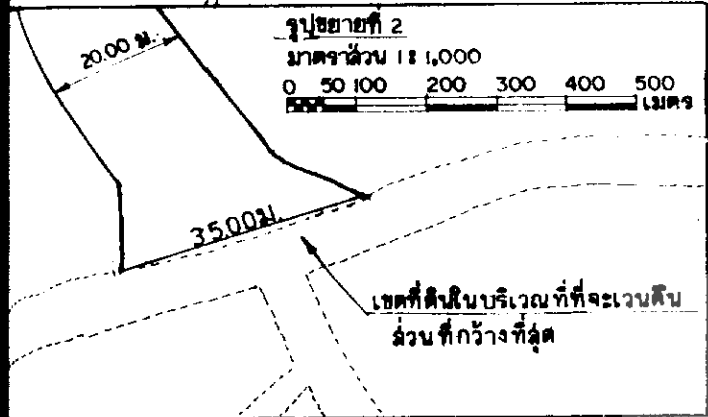 รูปขยายที่ 2
มาตราส่วน 1 : 1,000
0 50 100 200 300 400 500
เมตร
20.00 ม.
35.00 ม.
เขตที่ดินในบริเวณที่ที่จะเวนคืน
ส่วนที่กว้างที่สุด